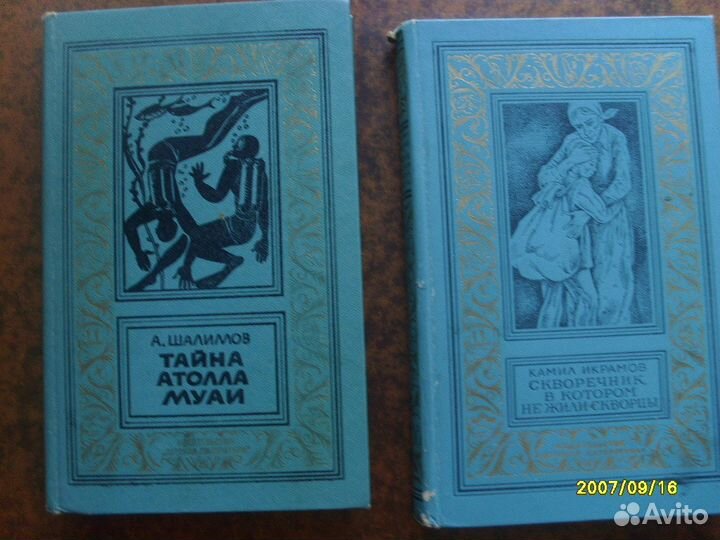 А. ШАЛИМОВ
ТАЙНА
АТОЛЛА
МУАИ
КАМИЛ ИКРАМОВ
СКВОРЕЧНИК,
В КОТОРОМ
НЕ ЖИЛИ СКВОРЦЫ
2007/09/16
Avito